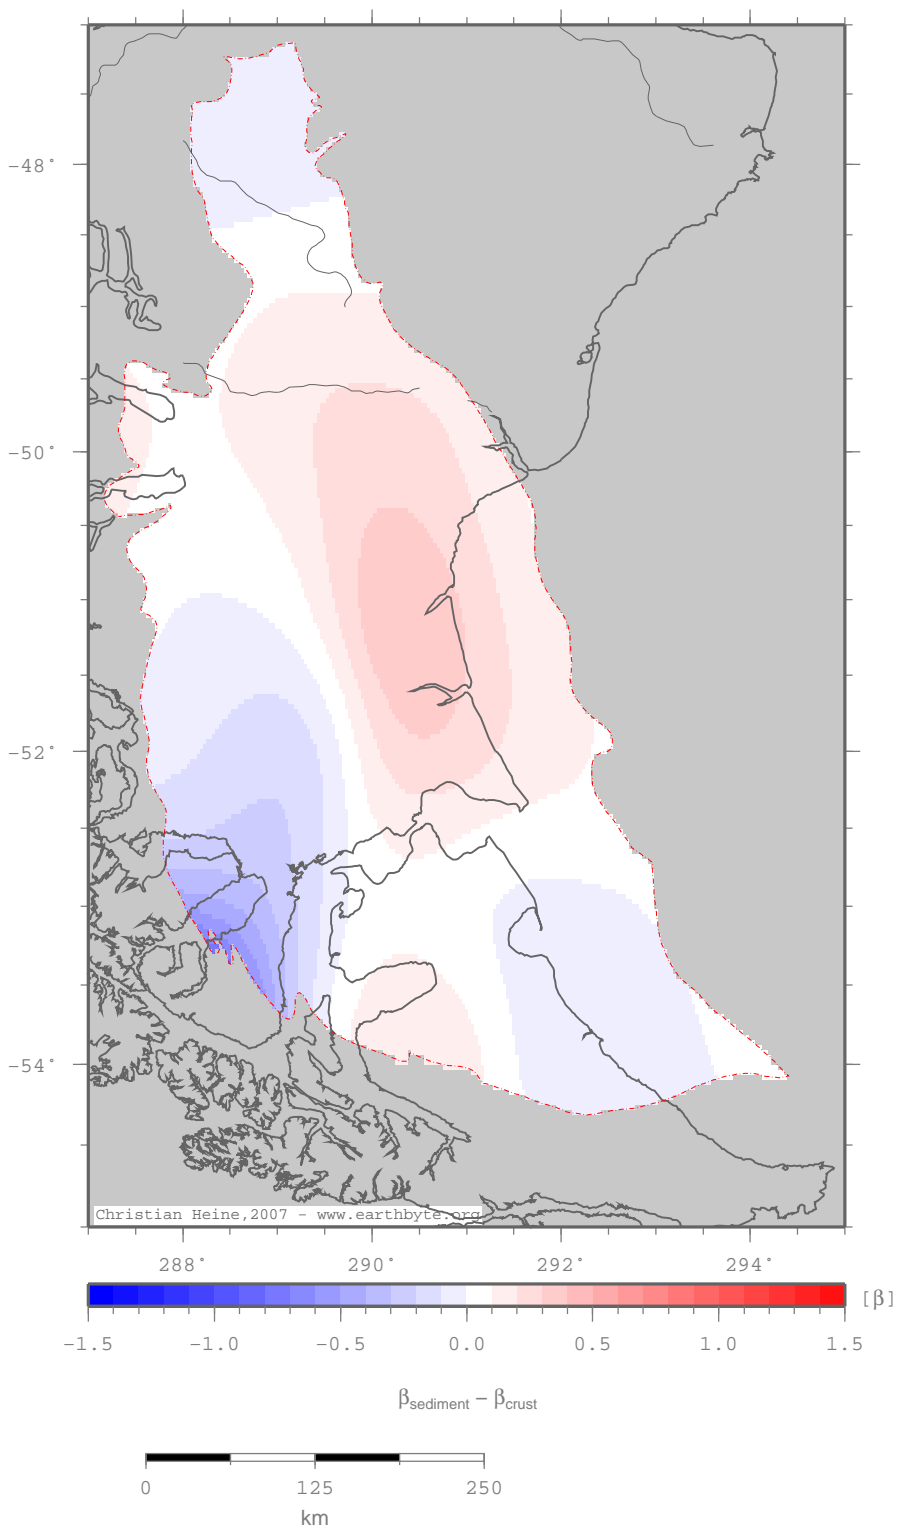 -48°
-50°
-52°
-54°
Christian Heine,2007 - www.earthbyte.org
288° 290° 292° 294°
[β]
-1.5 -1.0 -0.5 0.0 0.5 1.0 1.5
βsediment – βcrust
0 125 250
km